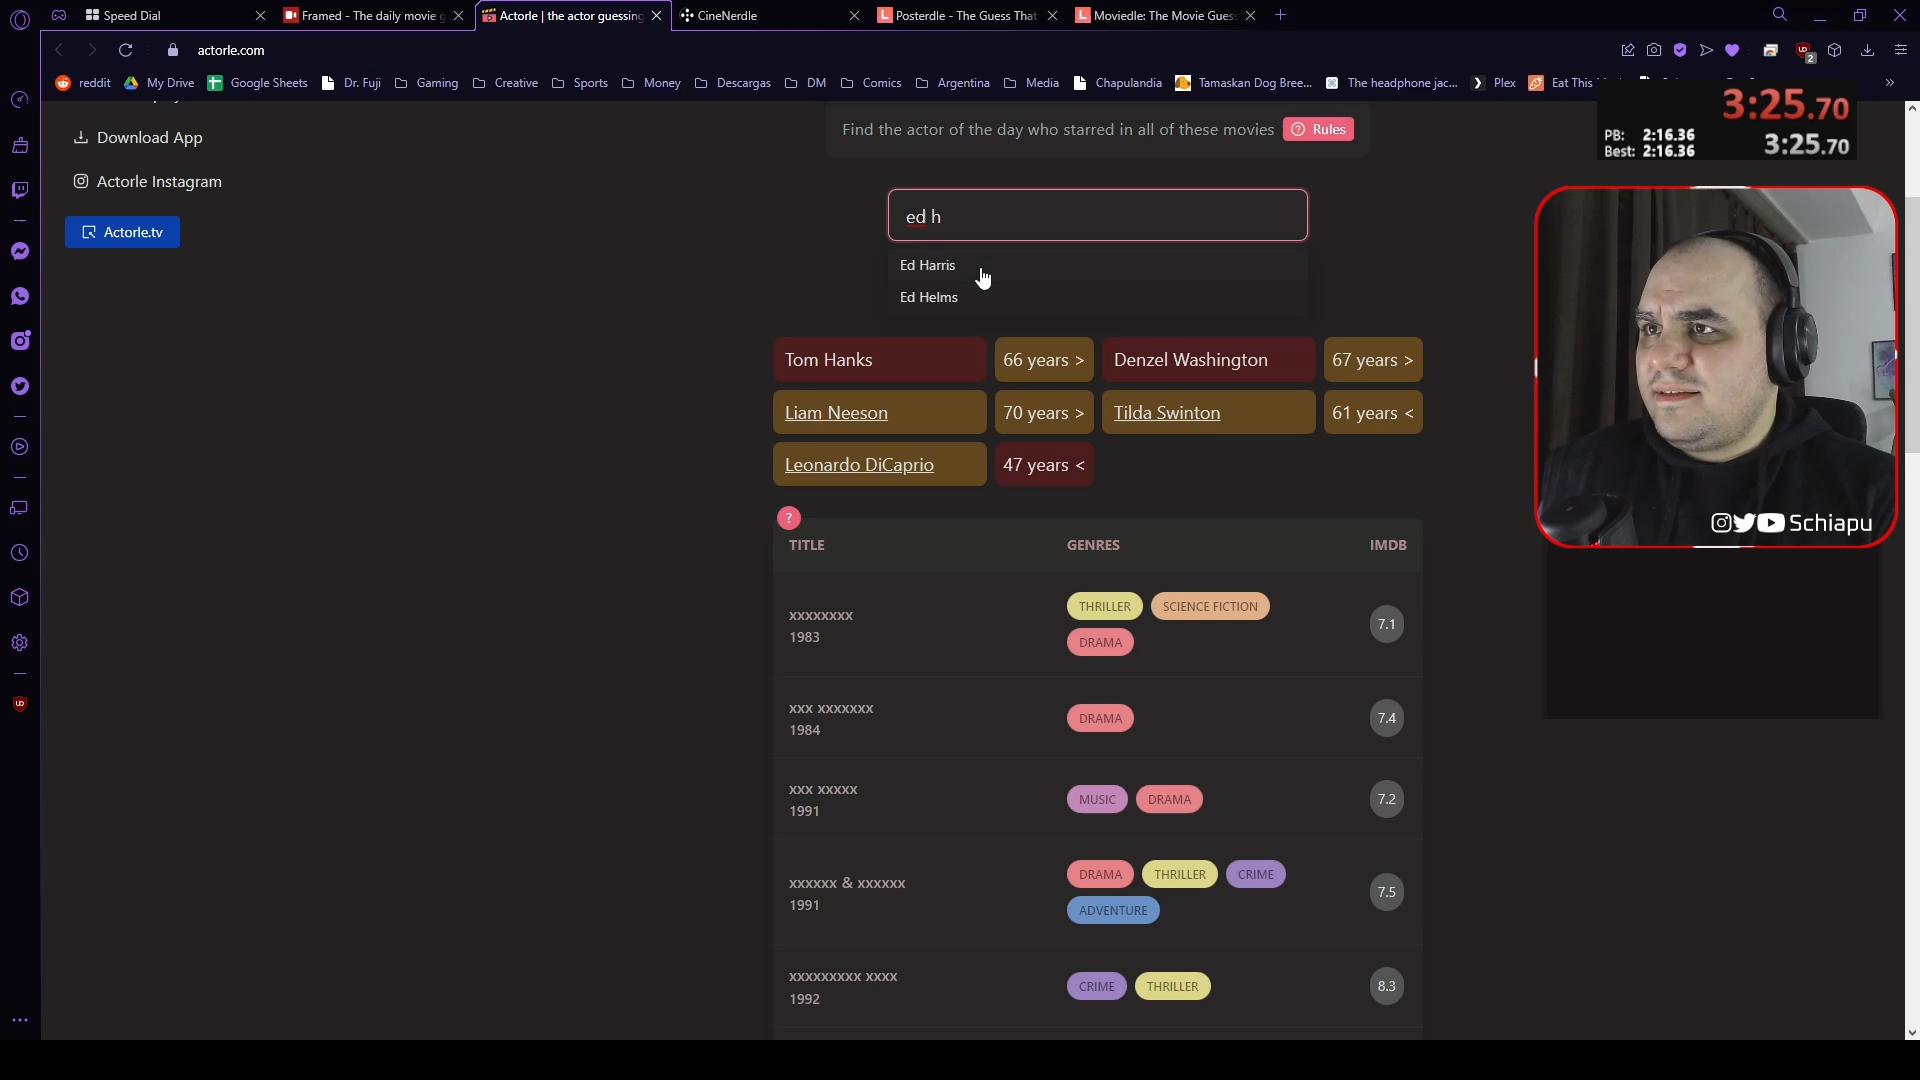 Speed Dial
Framed - The daily movie g
Actorle | the actor guessing
CineNerdle
Posterdle - The Guess That
Moviedle: The Movie Gues
actorle.com
2
reddit
My Drive
Google Sheets
Dr. Fuji
Gaming
Creative
Sports
Money
Descargas
DM
Comics
Argentina
Media
Chapulandia
Tamaskan Dog Bree...
The headphone jac...
Plex
Eat This
3:25.70
PB: 2:16.36
Best: 2:16.36
3:25.70
Download App
Actorle Instagram
Actorle.tv
Find the actor of the day who starred in all of these movies
Rules
ed h
Ed Harris
Ed Helms
Tom Hanks 66 years > Denzel Washington 67 years >
Liam Neeson 70 years > Tilda Swinton 61 years <
Leonardo DiCaprio 47 years <
?
TITLE GENRES IMDB
xxxxxxxx
1983
THRILLER SCIENCE FICTION
DRAMA
7.1
xxx xxxxxxx
1984
DRAMA
7.4
xxx xxxxx
1991
MUSIC DRAMA
7.2
xxxxxx & xxxxxx
1991
DRAMA THRILLER CRIME
ADVENTURE
7.5
xxxxxxxxx xxxx
1992
CRIME THRILLER
8.3
Schiapu